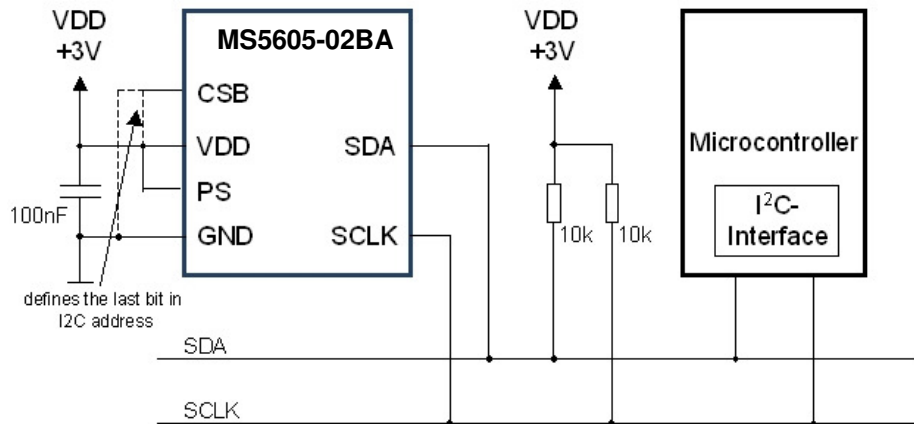 VDD
+3V
MS5605-02BA
CSB
VDD
PS
GND
SDA
SCLK
100nF
defines the last bit in
I2C address
VDD
+3V
10k
10k
Microcontroller
I²C-
Interface
SDA
SCLK